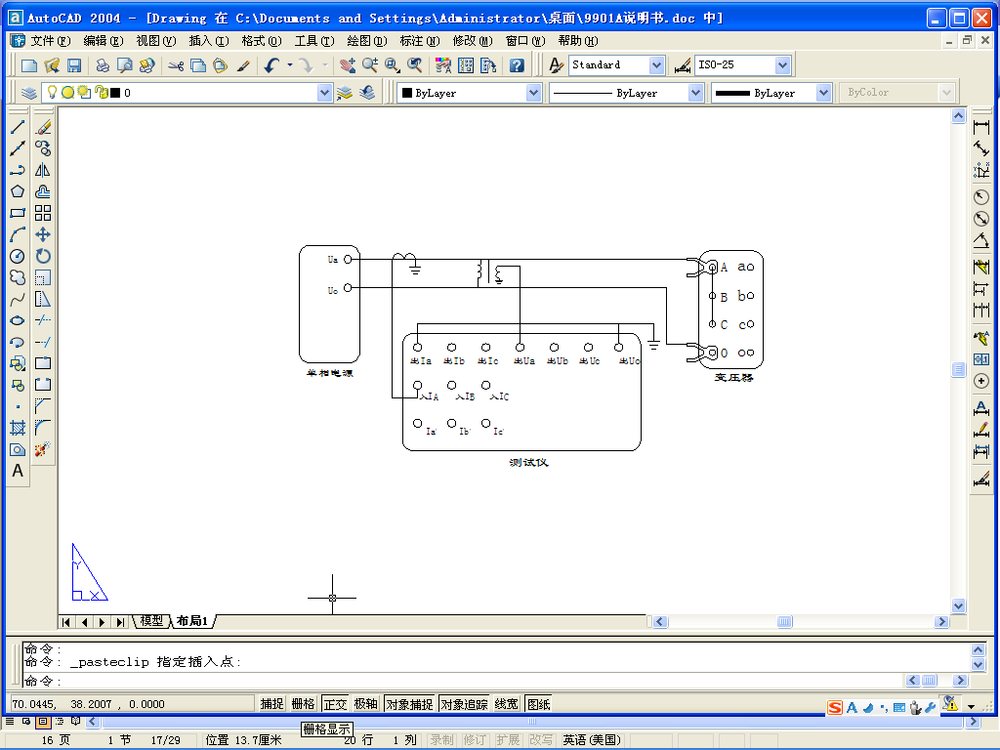 AutoCAD 2004 - [Drawing 在 C:\Documents and Settings\Administrator\桌面\9901A说明书.doc 中]
文件(F) 编辑(E) 视图(V) 插入(I) 格式(O) 工具(T) 绘图(D) 标注(N) 修改(M) 窗口(W) 帮助(H)
Standard ISO-25
0 ByLayer ByLayer ByLayer ByColor
Ua
Uo
单相电源
A a
B b
C c
O o
变压器
出Ia 出Ib 出Ic 出Ua 出Ub 出Uc 出Uo
入IA 入IB 入IC
Ia' Ib' Ic'
测试仪
Y
X
模型 布局1
命令:
命令: _pasteclip 指定插入点:
命令:
70.0445, 38.2007 , 0.0000 捕捉 栅格 正交 极轴 对象捕捉 对象追踪 线宽 图纸
栅格显示
16 页 1 节 17/29 位置 13.7厘米 20 行 1 列 录制 修订 扩展 改写 英语(美国)